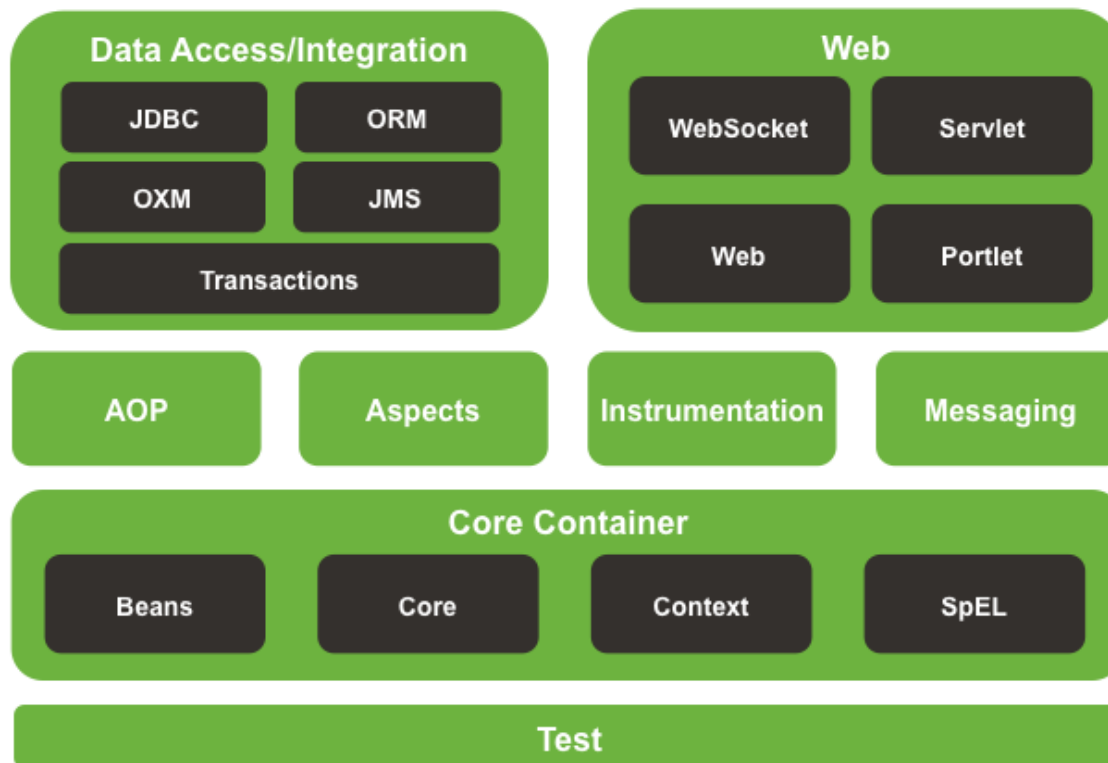 Data Access/Integration
JDBC
ORM
OXM
JMS
Transactions
Web
WebSocket
Servlet
Web
Portlet
AOP
Aspects
Instrumentation
Messaging
Core Container
Beans
Core
Context
SpEL
Test